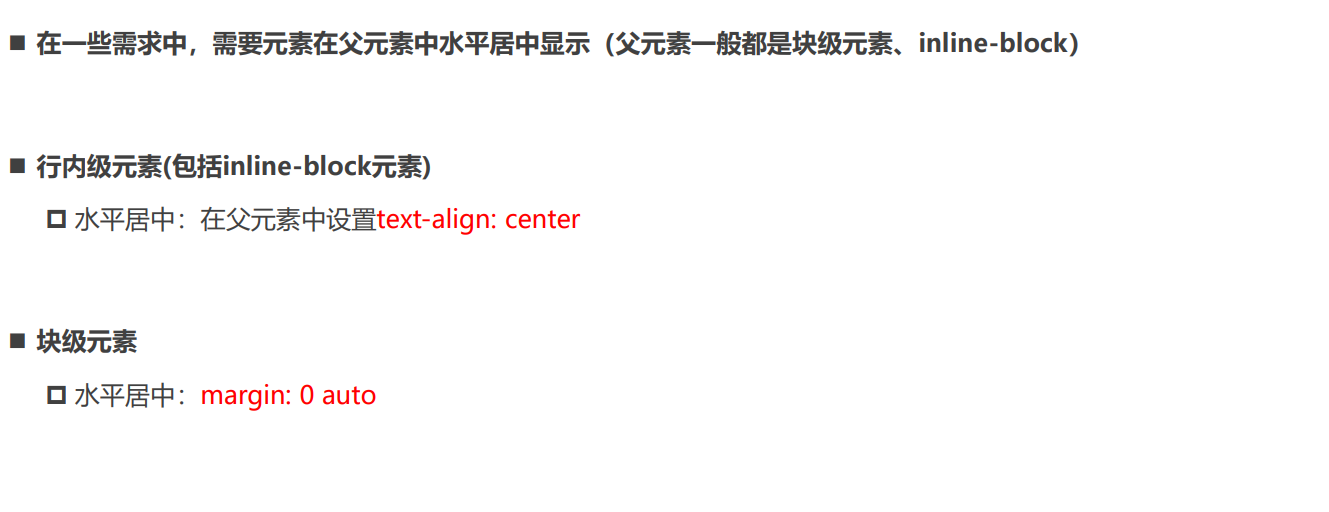 ■ 在一些需求中，需要元素在父元素中水平居中显示（父元素一般都是块级元素、inline-block）
■ 行内级元素(包括inline-block元素)
水平居中：在父元素中设置text-align: center
■ 块级元素
水平居中：margin: 0 auto